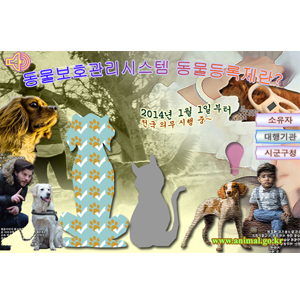 동물보호관리시스템 동물등록제란?
2014년 1월 1일부터
전국 의무 시행 중~
소유자
대행기관
시군구청
www.animal.go.kr